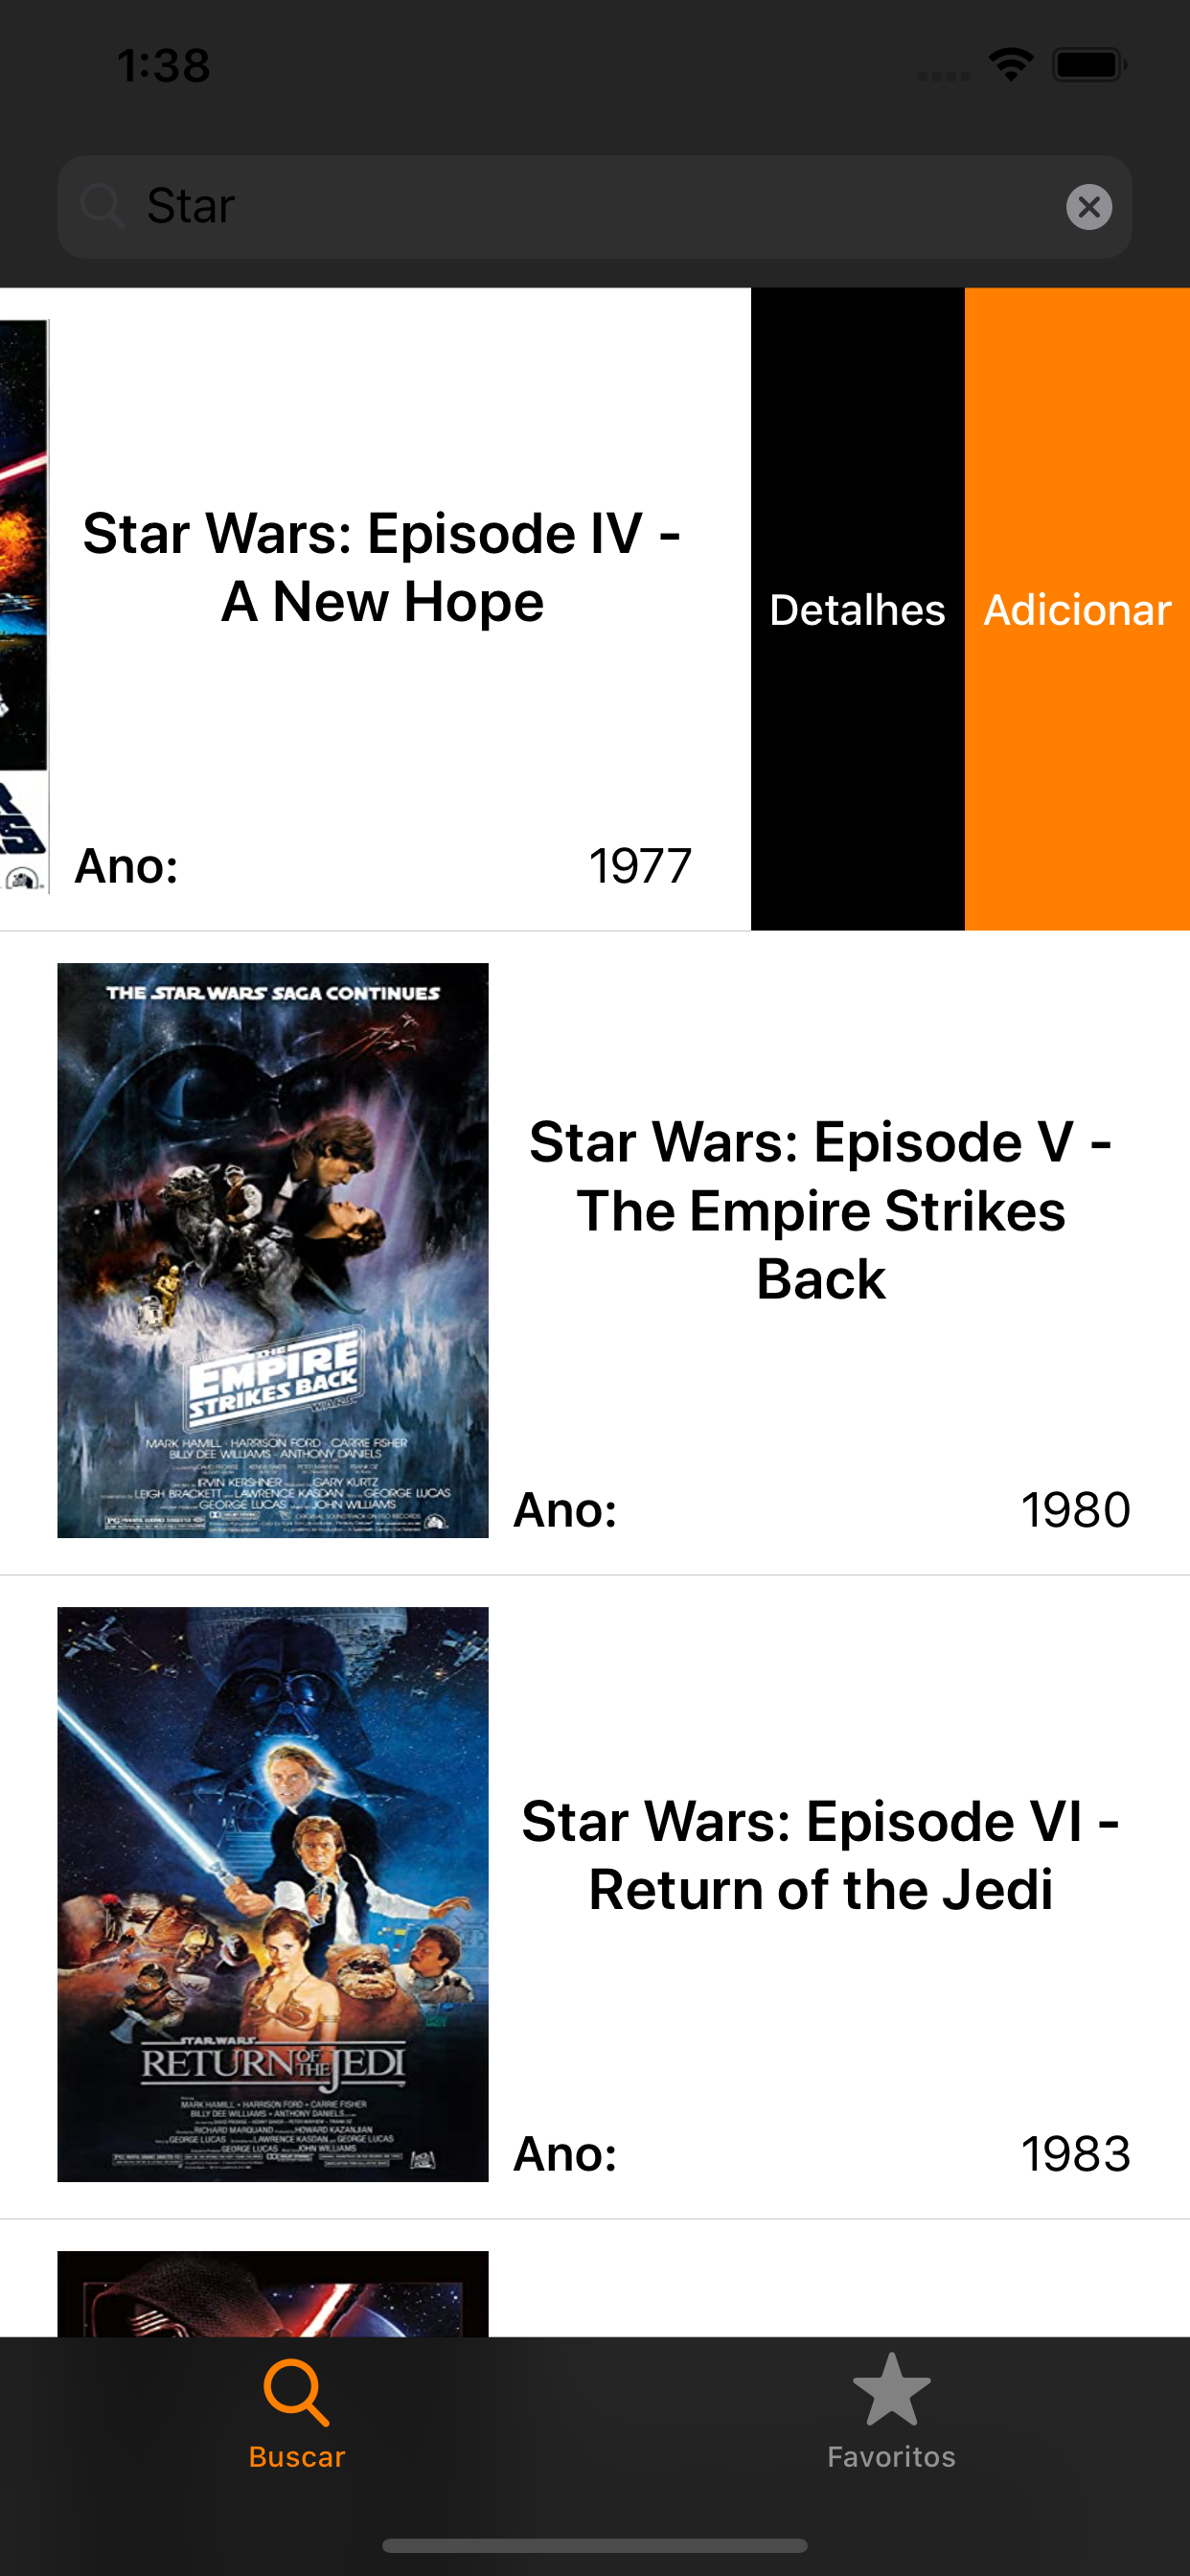 1:38
Star
Star Wars: Episode IV -
A New Hope
Ano:
1977
Detalhes
Adicionar
THE STAR WARS SAGA CONTINUES
THE
EMPIRE
STRIKES BACK
WARS
MARK HAMILL · HARRISON FORD · CARRIE FISHER
BILLY DEE WILLIAMS · ANTHONY DANIELS
IRVIN KERSHNER GARY KURTZ
LEIGH BRACKETT LAWRENCE KASDAN GEORGE LUCAS
GEORGE LUCAS JOHN WILLIAMS
Star Wars: Episode V -
The Empire Strikes
Back
Ano:
1980
STAR WARS
RETURN OF THE JEDI
MARK HAMILL • HARRISON FORD • CARRIE FISHER
BILLY DEE WILLIAMS • ANTHONY DANIELS
RICHARD MARQUAND HOWARD KAZANJIAN
GEORGE LUCAS LAWRENCE KASDAN GEORGE LUCAS
GEORGE LUCAS JOHN WILLIAMS
Star Wars: Episode VI -
Return of the Jedi
Ano:
1983
Buscar
Favoritos